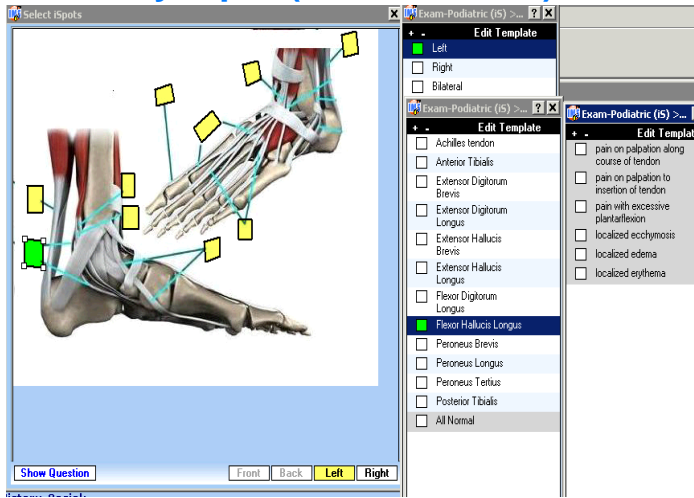 Select iSpots
Exam-Podiatric (iS) >...
+ - Edit Template
Left
Right
Bilateral
Exam-Podiatric (iS) >...
+ - Edit Template
Achilles tendon
Anterior Tibialis
Extensor Digitorum
Brevis
Extensor Digitorum
Longus
Extensor Hallucis
Brevis
Extensor Hallucis
Longus
Flexor Digitorum
Longus
Flexor Hallucis Longus
Peroneus Brevis
Peroneus Longus
Peroneus Tertius
Posterior Tibialis
All Normal
Exam-Podiatric (iS) >...
+ - Edit Templat
pain on palpation along
course of tendon
pain on palpation to
insertion of tendon
pain with excessive
plantarflexion
localized ecchymosis
localized edema
localized erythema
Show Question
Front
Back
Left
Right